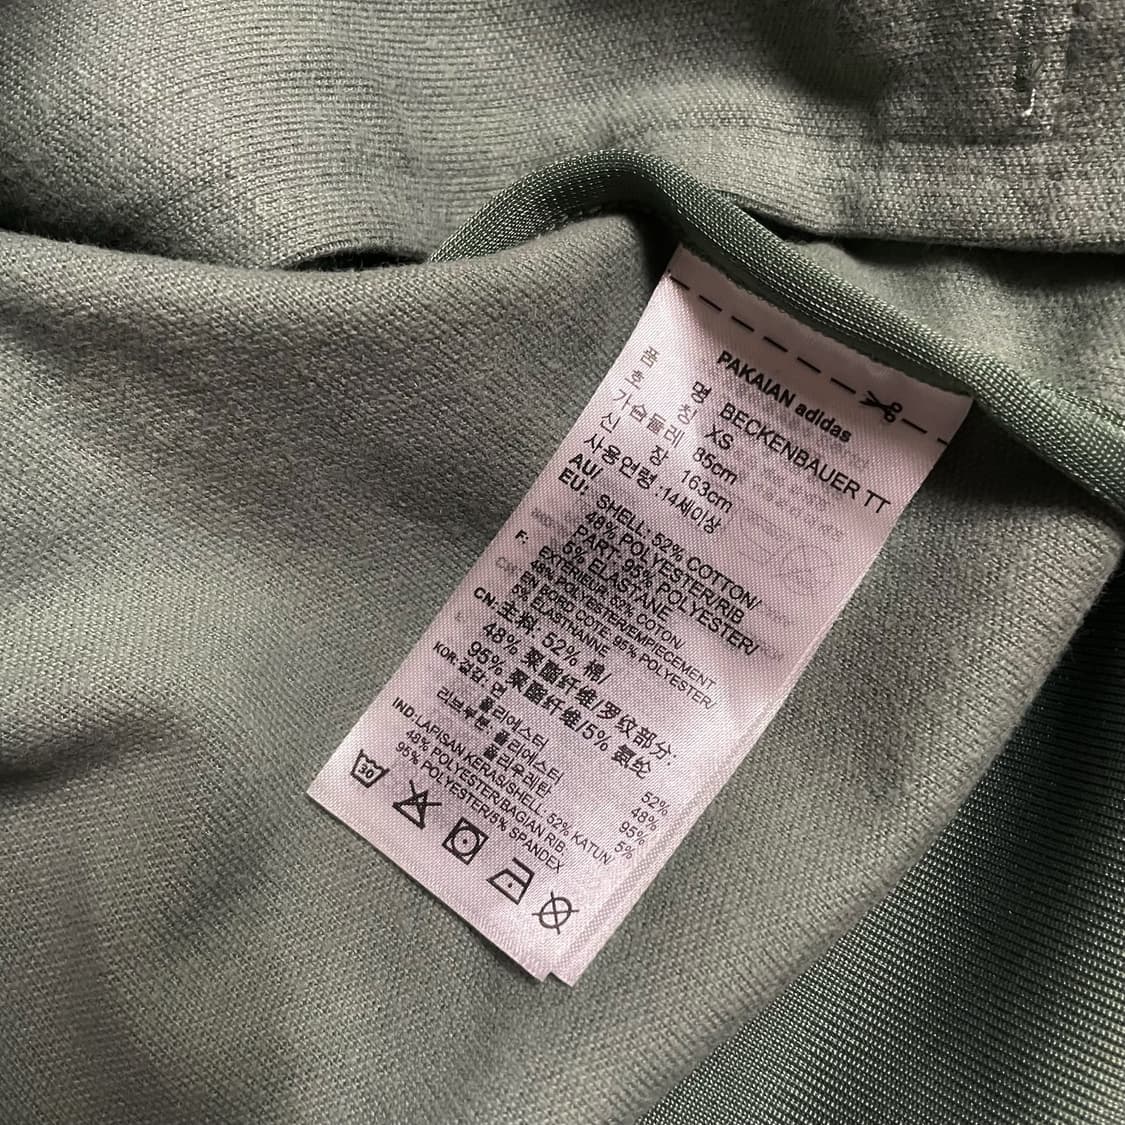 PAKAIAN adidas
품 명 BECKENBAUER TT
호 칭 XS
가슴둘레 85cm
신 장 163cm
사용연령 :14세이상
AU/
EU: SHELL: 52% COTTON/
48% POLYESTER/RIB
PART: 95% POLYESTER/
5% ELASTANE
F. EXTÉRIEUR 52% COTON/
48% POLYESTER/EMPIECEMENT
EN BORD COTE: 95% POLYESTER/
5% ELASTHANNE
CN: 主料: 52% 棉/
48% 聚酯纤维/罗纹部分:
95% 聚酯纤维/5% 氨纶
KOR: 겉감: 면 52%
폴리에스터 48%
리브부분: 폴리에스터 95%
폴리우레탄 5%
IND:LAPISAN KERAS/SHELL: 52% KATUN/
48% POLYESTER/BAGIAN RIB.
95% POLYESTER/5% SPANDEX
30